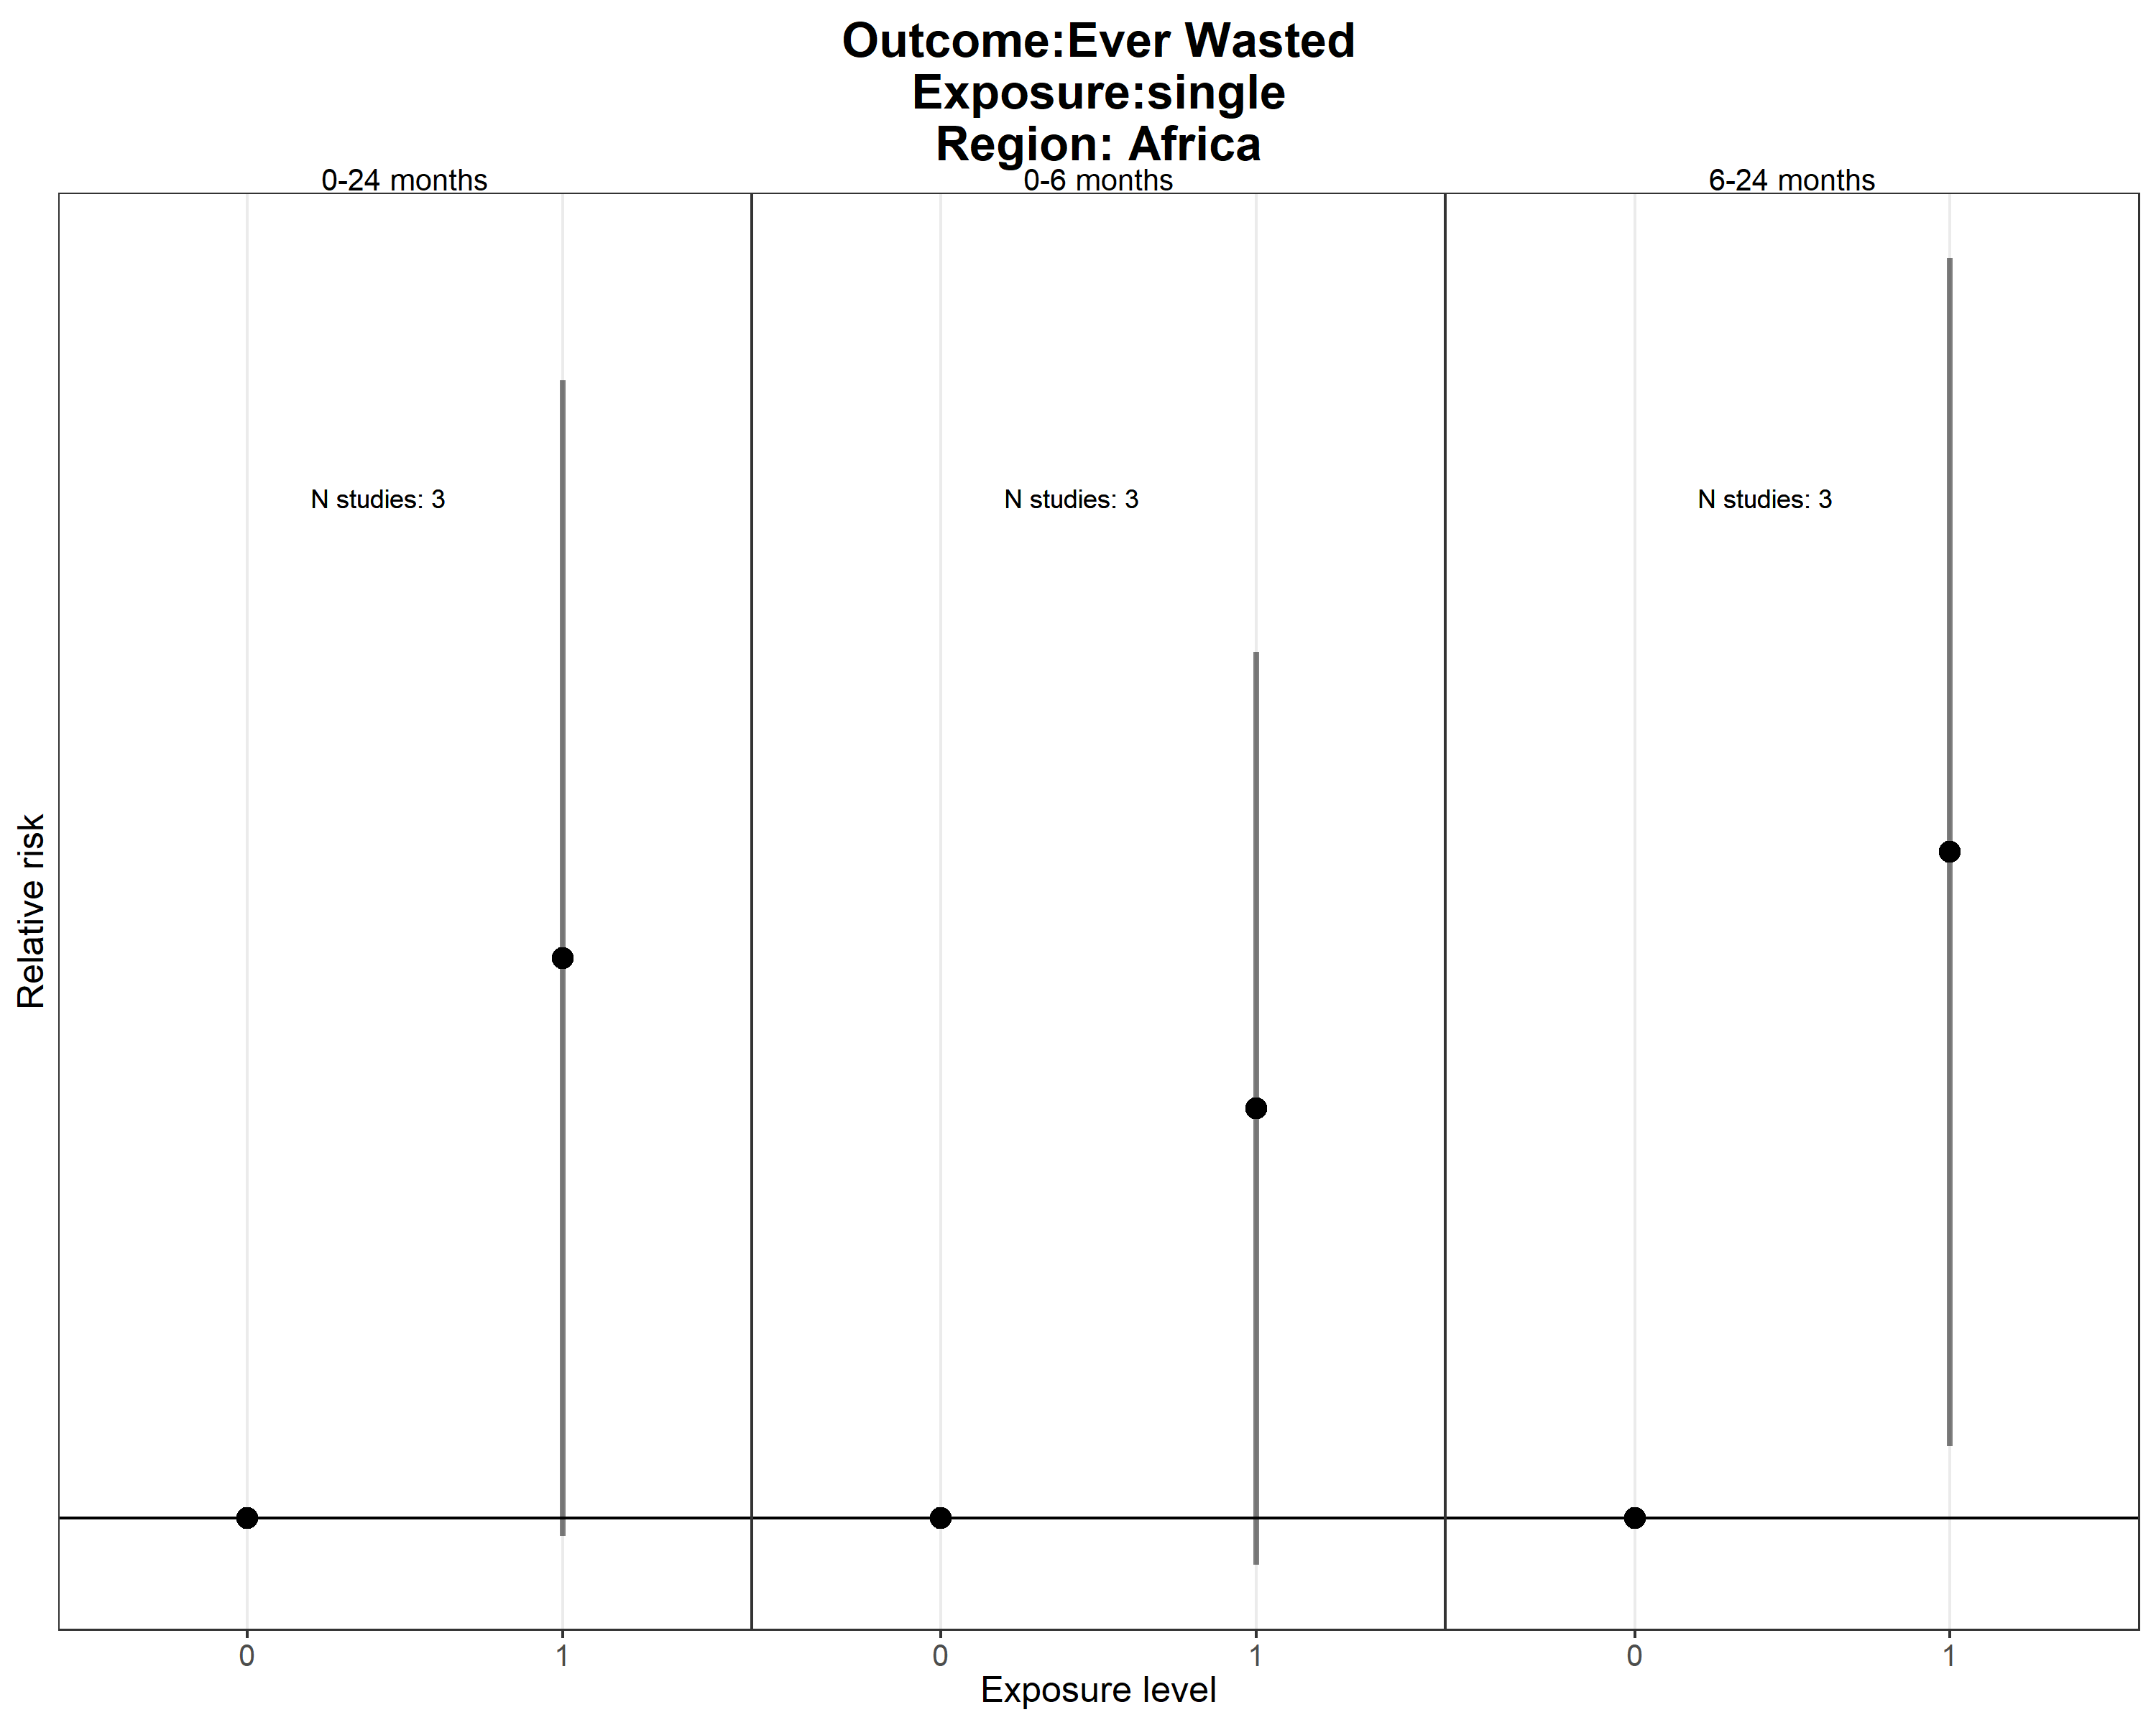 Outcome:Ever Wasted
Exposure:single
Region: Africa
0-24 months
0-6 months
6-24 months
N studies: 3
N studies: 3
N studies: 3
Relative risk
0
1
0
1
0
1
Exposure level